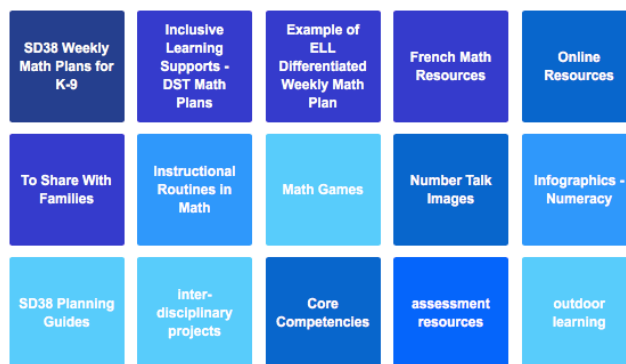 SD38 Weekly
Math Plans for
K-9
Inclusive
Learning
Supports -
DST Math
Plans
Example of
ELL
Differentiated
Weekly Math
Plan
French Math
Resources
Online
Resources
To Share With
Families
Instructional
Routines in
Math
Math Games
Number Talk
Images
Infographics -
Numeracy
SD38 Planning
Guides
inter-
disciplinary
projects
Core
Competencies
assessment
resources
outdoor
learning